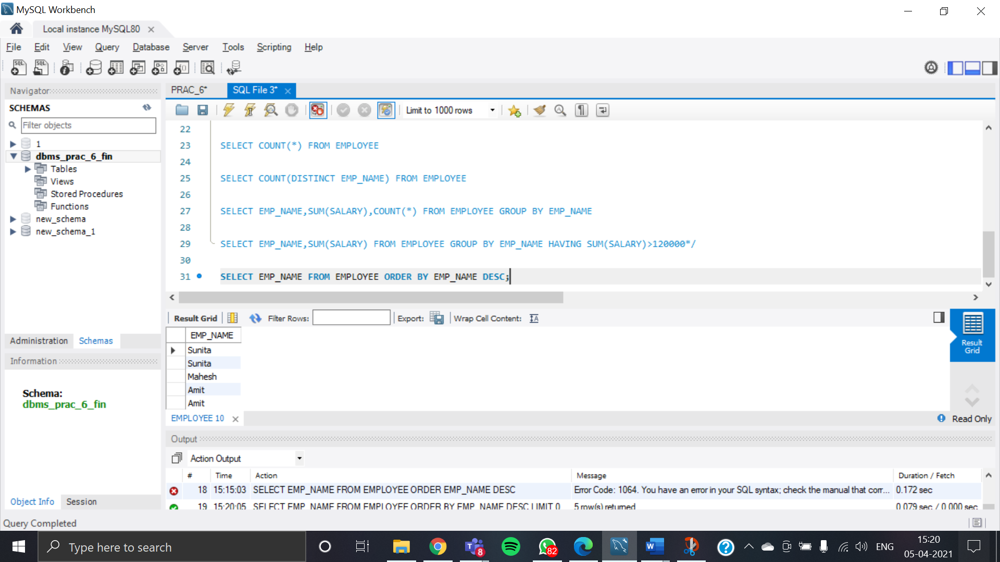 MySQL Workbench
Local instance MySQL80
File Edit View Query Database Server Tools Scripting Help
Navigator
SCHEMAS
Filter objects
1
dbms_prac_6_fin
Tables
Views
Stored Procedures
Functions
new_schema
new_schema_1
Administration Schemas
Information
Schema:
dbms_prac_6_fin
Object Info Session
PRAC_6* SQL File 3*
Limit to 1000 rows
22
23 SELECT COUNT(*) FROM EMPLOYEE
24
25 SELECT COUNT(DISTINCT EMP_NAME) FROM EMPLOYEE
26
27 SELECT EMP_NAME,SUM(SALARY),COUNT(*) FROM EMPLOYEE GROUP BY EMP_NAME
28
29 SELECT EMP_NAME,SUM(SALARY) FROM EMPLOYEE GROUP BY EMP_NAME HAVING SUM(SALARY)>120000*/
30
31 SELECT EMP_NAME FROM EMPLOYEE ORDER BY EMP_NAME DESC;
Result Grid Filter Rows: Export: Wrap Cell Content:
EMP_NAME
Sunita
Sunita
Mahesh
Amit
Amit
Result
Grid
EMPLOYEE 10
Read Only
Output
Action Output
# Time Action Message Duration / Fetch
18 15:15:03 SELECT EMP_NAME FROM EMPLOYEE ORDER EMP_NAME DESC Error Code: 1064. You have an error in your SQL syntax; check the manual that corr... 0.172 sec
19 15:20:05 SELECT EMP_NAME FROM EMPLOYEE ORDER BY EMP_NAME DESC LIMIT 0 5 row(s) returned 0.079 sec / 0.000 sec
Query Completed
Type here to search
8
82
ENG
15:20
05-04-2021